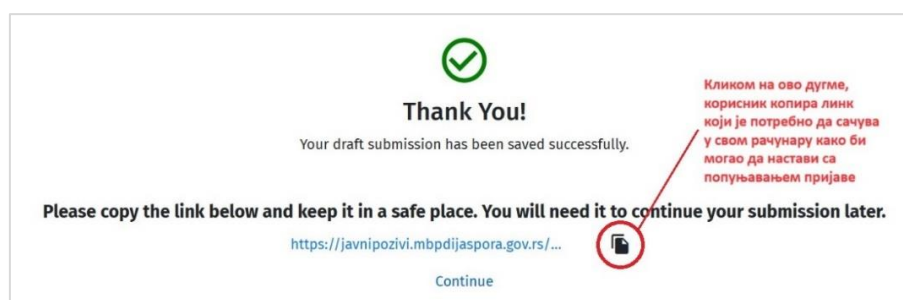 Thank You!
Your draft submission has been saved successfully.
Кликом на ово дугме,
корисник копира линк
који је потребно да сачува
у свом рачунару како би
могао да настави са
попуњавањем пријаве
Please copy the link below and keep it in a safe place. You will need it to continue your submission later.
https://javnipozivi.mbpdijaspora.gov.rs/...
Continue